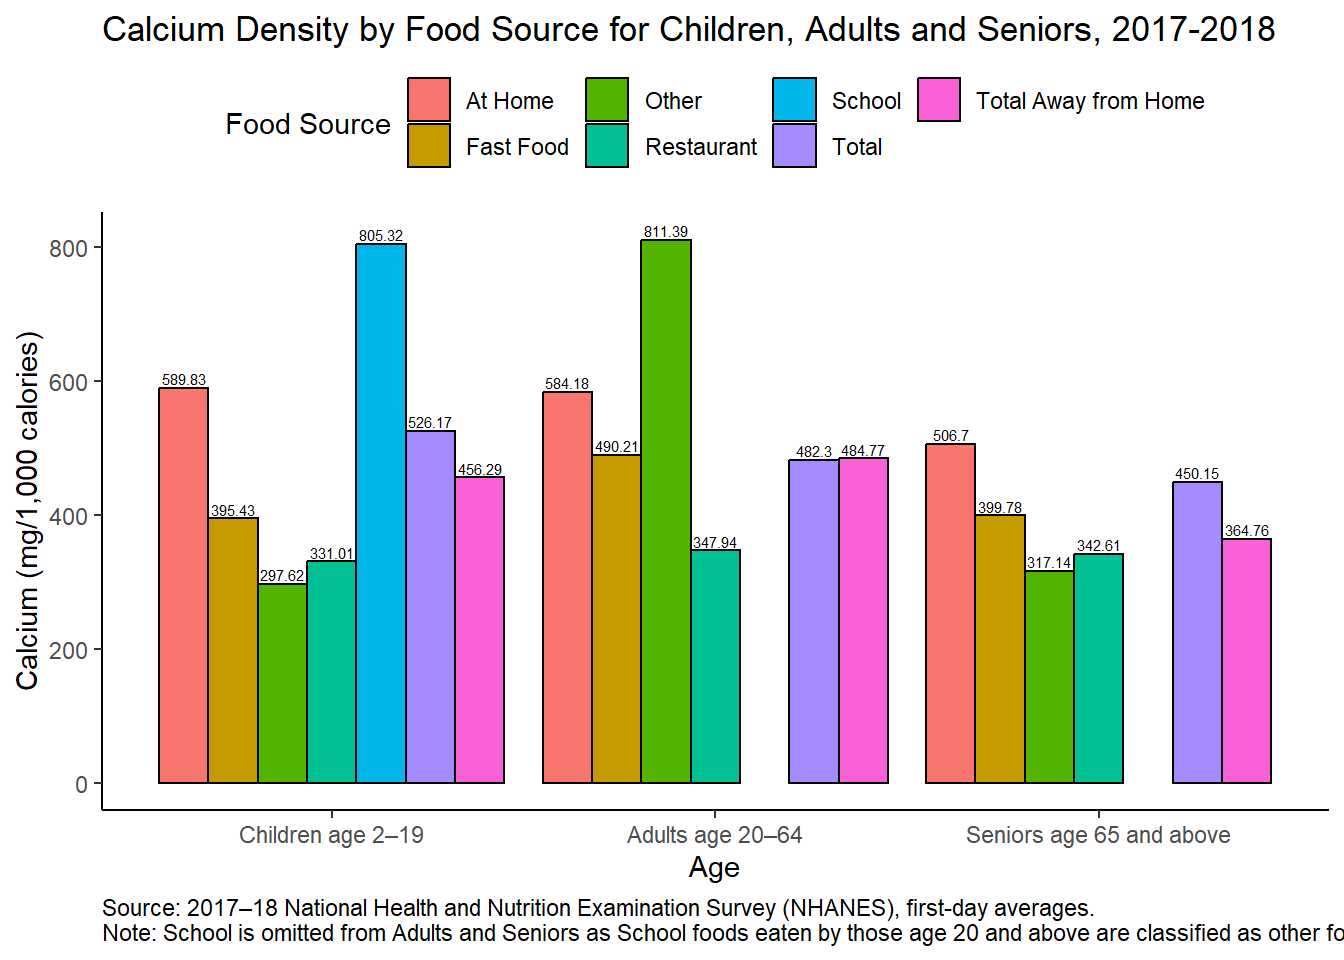 Calcium Density by Food Source for Children, Adults and Seniors, 2017-2018
Food Source
At Home
Other
School
Total Away from Home
Fast Food
Restaurant
Total
Calcium (mg/1,000 calories)
800
600
400
200
0
589.83
395.43
297.62
331.01
805.32
526.17
456.29
584.18
490.21
811.39
347.94
482.3
484.77
506.7
399.78
317.14
342.61
450.15
364.76
Children age 2–19
Adults age 20–64
Seniors age 65 and above
Age
Source: 2017–18 National Health and Nutrition Examination Survey (NHANES), first-day averages.
Note: School is omitted from Adults and Seniors as School foods eaten by those age 20 and above are classified as other fo